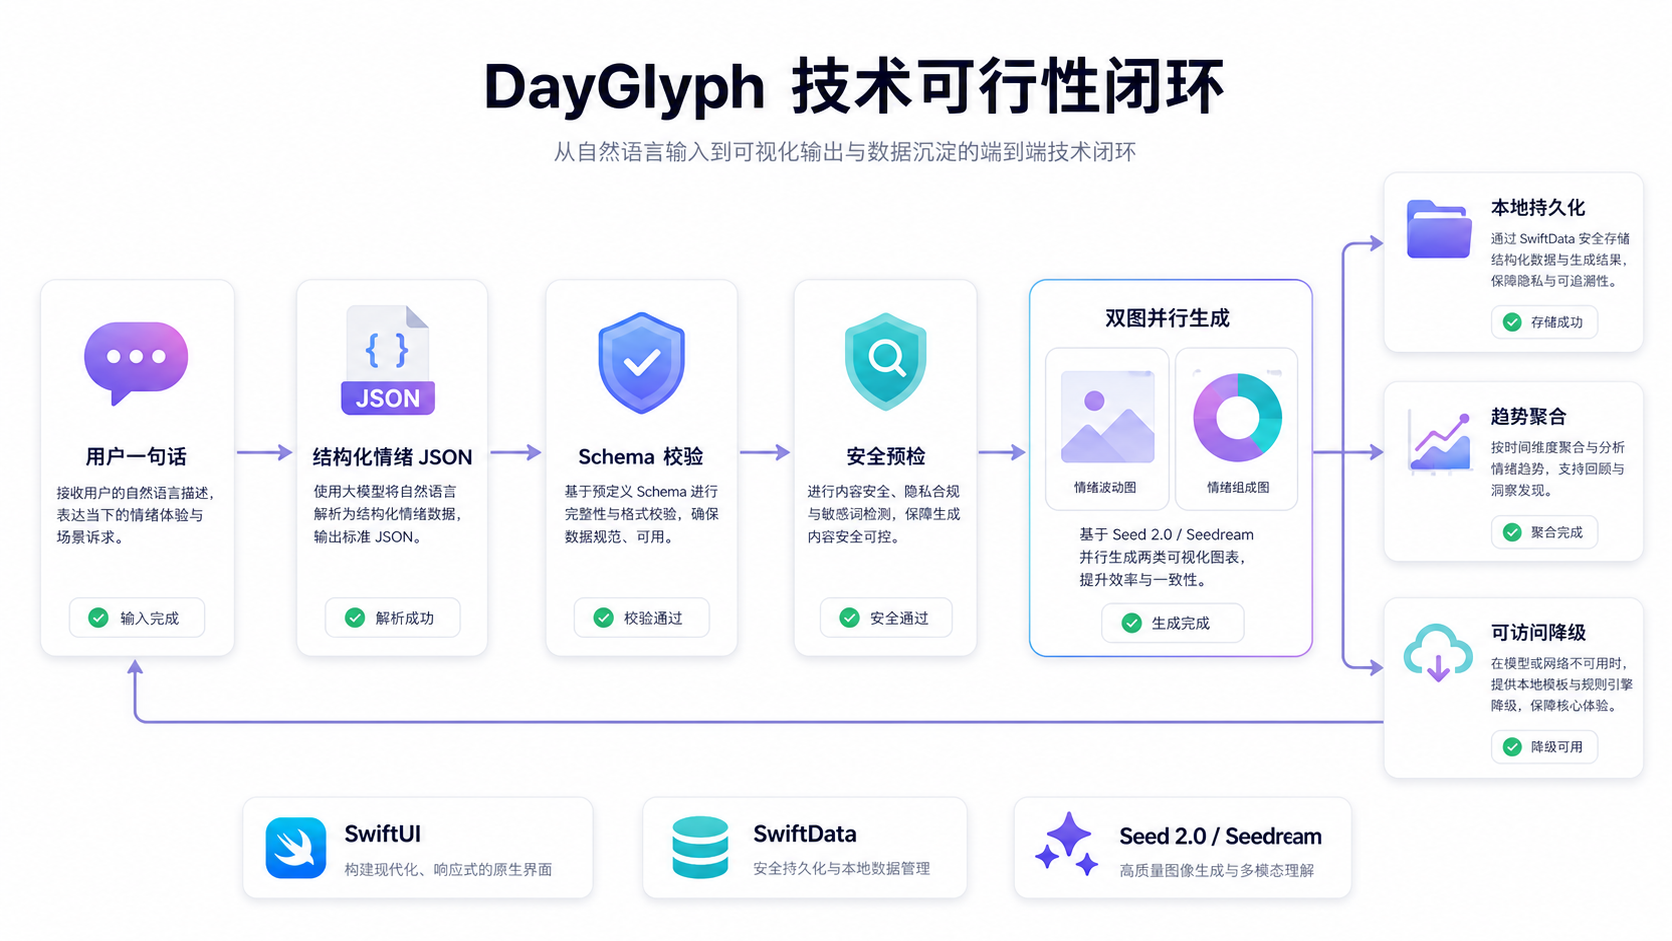 DayGlyph 技术可行性闭环
从自然语言输入到可视化输出与数据沉淀的端到端技术闭环
用户一句话
接收用户的自然语言描述，
表达当下的情绪体验与
场景诉求。
输入完成
JSON
结构化情绪 JSON
使用大模型将自然语言
解析为结构化情绪数据，
输出标准 JSON。
解析成功
Schema 校验
基于预定义 Schema 进行
完整性与格式校验，确保
数据规范、可用。
校验通过
安全预检
进行内容安全、隐私合规
与敏感词检测，保障生成
内容安全可控。
安全通过
双图并行生成
情绪波动图
情绪组成图
基于 Seed 2.0 / Seedream
并行生成两类可视化图表，
提升效率与一致性。
生成完成
本地持久化
通过 SwiftData 安全存储
结构化数据与生成结果，
保障隐私与可追溯性。
存储成功
趋势聚合
按时间维度聚合与分析
情绪趋势，支持回顾与
洞察发现。
聚合完成
可访问降级
在模型或网络不可用时，
提供本地模板与规则引擎
降级，保障核心体验。
降级可用
SwiftUI
构建现代化、响应式的原生界面
SwiftData
安全持久化与本地数据管理
Seed 2.0 / Seedream
高质量图像生成与多模态理解